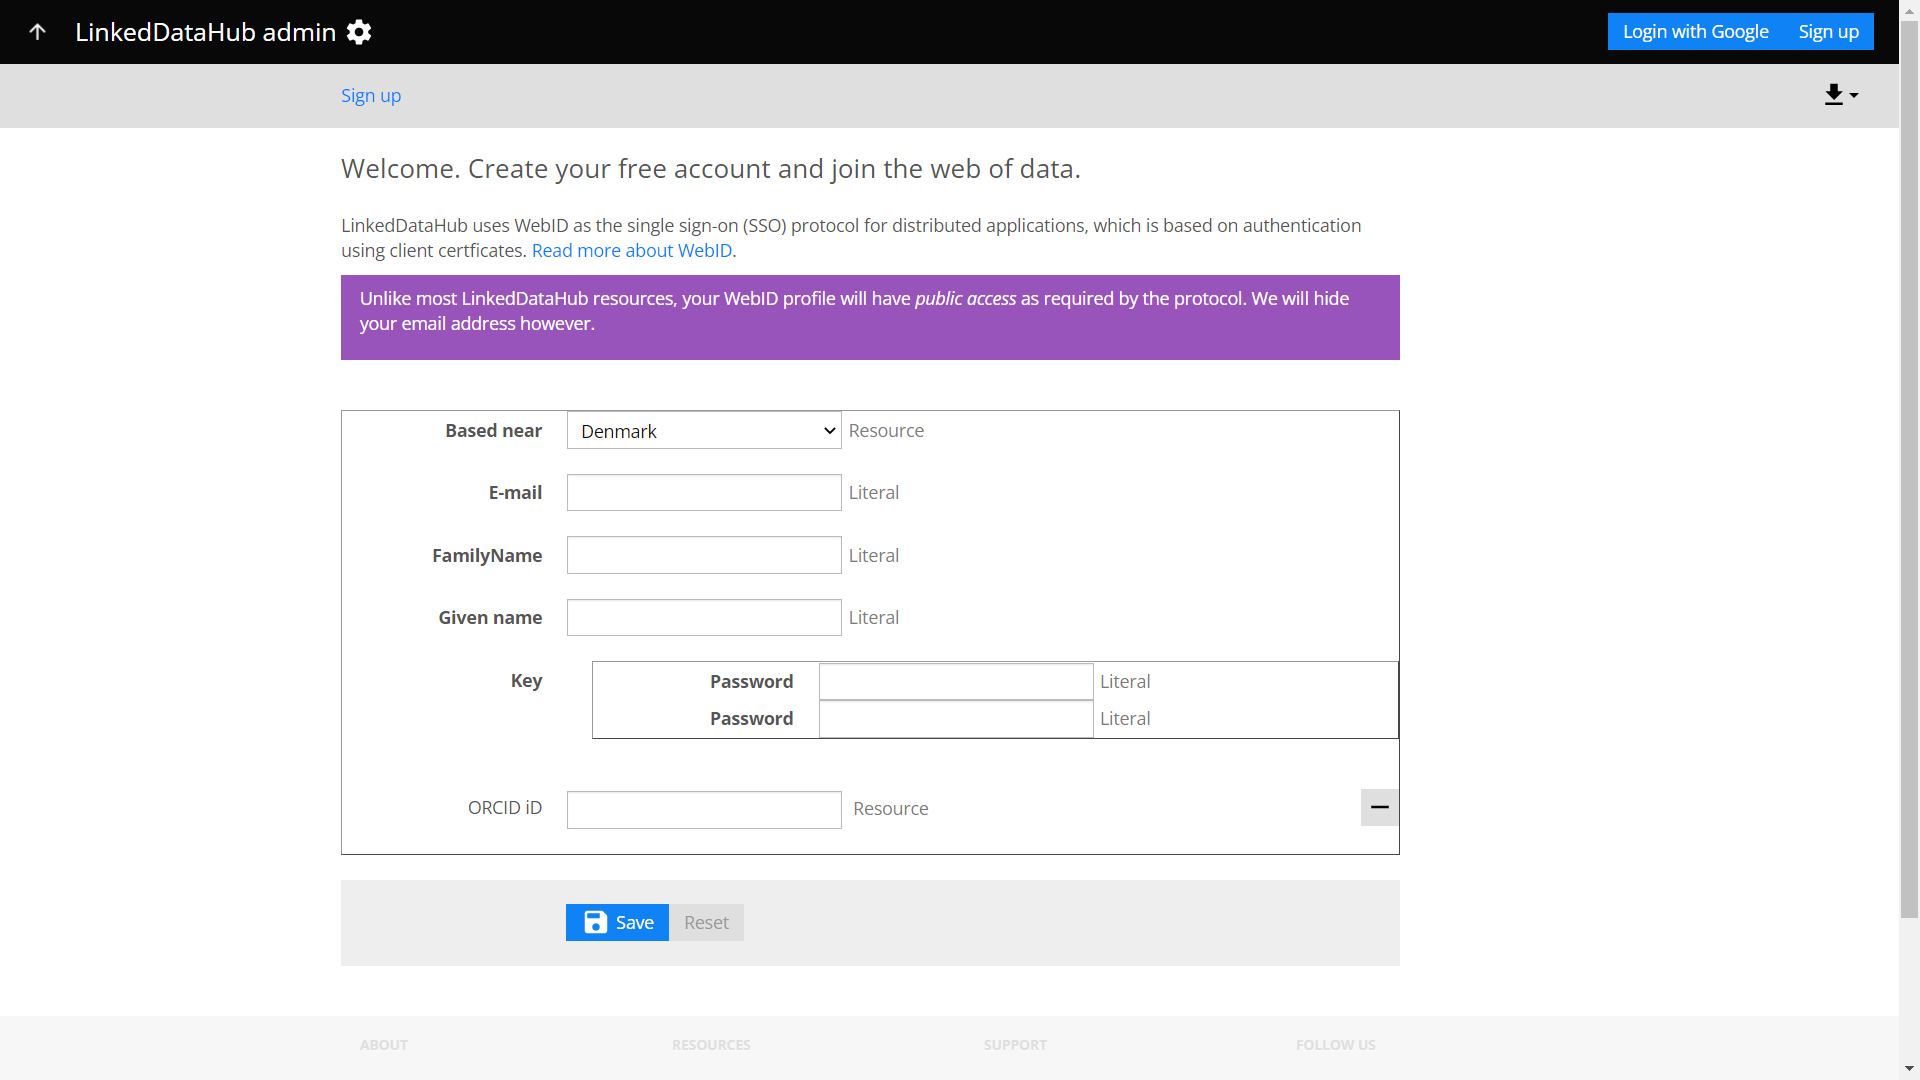 LinkedDataHub admin
Login with Google
Sign up
Sign up
Welcome. Create your free account and join the web of data.
LinkedDataHub uses WebID as the single sign-on (SSO) protocol for distributed applications, which is based on authentication
using client certficates. Read more about WebID.
Unlike most LinkedDataHub resources, your WebID profile will have public access as required by the protocol. We will hide
your email address however.
Based near Denmark Resource
E-mail Literal
FamilyName Literal
Given name Literal
Key
Password Literal
Password Literal
ORCID iD Resource
Save Reset
ABOUT RESOURCES SUPPORT FOLLOW US